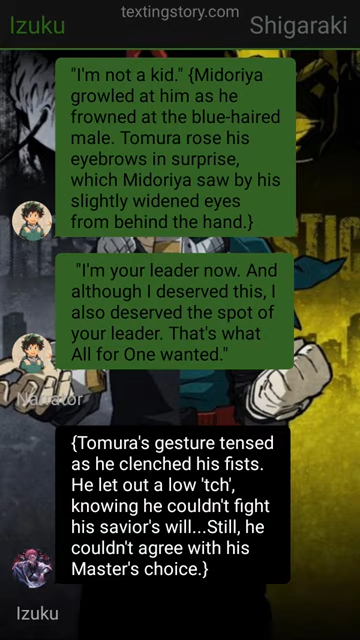 textingstory.com
Izuku
Shigaraki
"I'm not a kid." {Midoriya
growled at him as he
frowned at the blue-haired
male. Tomura rose his
eyebrows in surprise,
which Midoriya saw by his
slightly widened eyes
from behind the hand.}
"I'm your leader now. And
although I deserved this, I
also deserved the spot of
your leader. That's what
All for One wanted."
Narrator
{Tomura's gesture tensed
as he clenched his fists.
He let out a low 'tch',
knowing he couldn't fight
his savior's will...Still, he
couldn't agree with his
Master's choice.}
Izuku